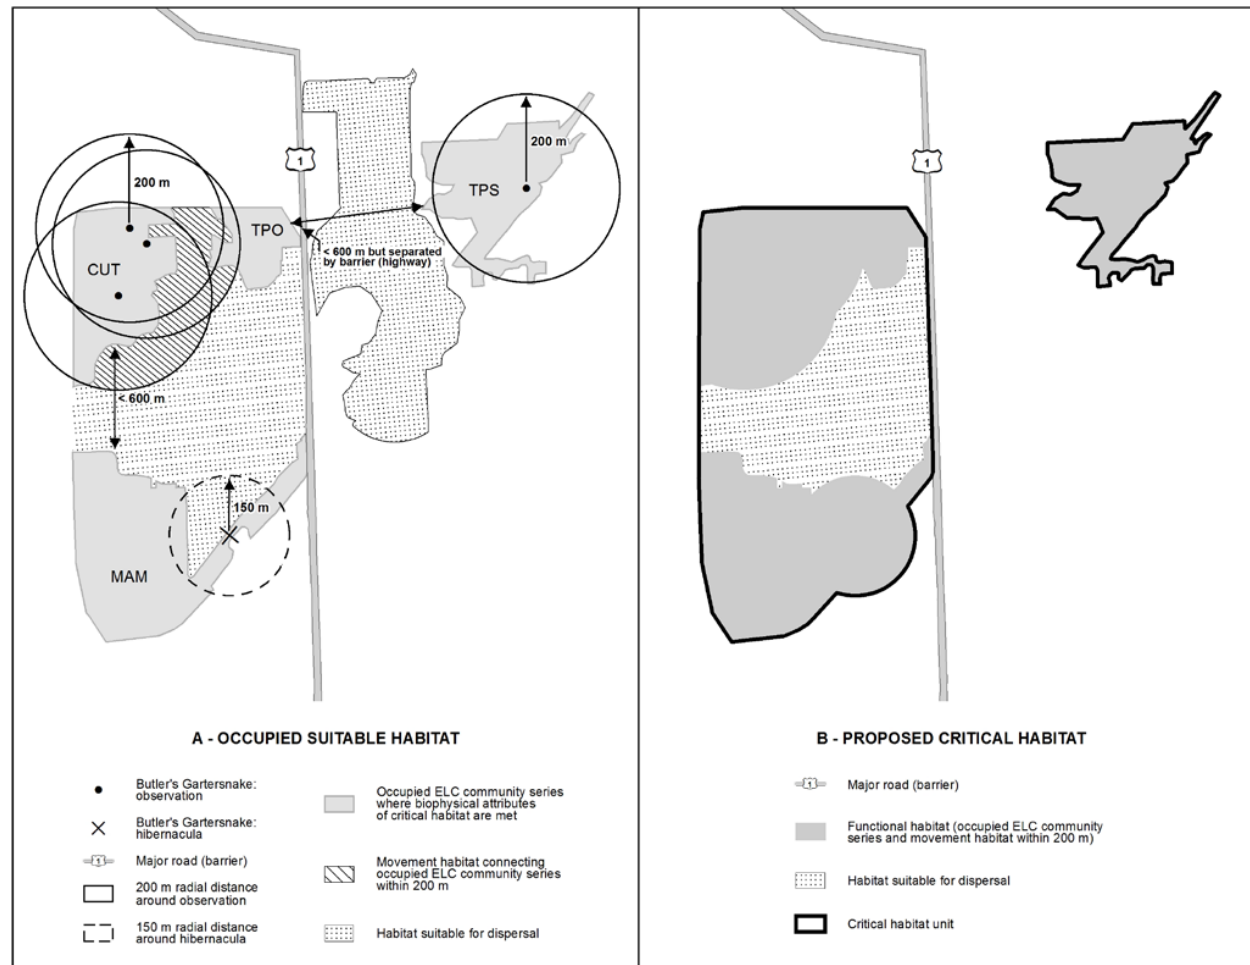 1
200 m
200 m
TPO
TPS
< 600 m but separated
by barrier (highway)
CUT
< 600 m
150 m
MAM
1
A - OCCUPIED SUITABLE HABITAT
Butler's Gartersnake:
observation
Butler's Gartersnake:
hibernacula
1 Major road (barrier)
200 m radial distance
around observation
150 m radial distance
around hibernacula
Occupied ELC community series
where biophysical attributes
of critical habitat are met
Movement habitat connecting
occupied ELC community series
within 200 m
Habitat suitable for dispersal
B - PROPOSED CRITICAL HABITAT
1 Major road (barrier)
Functional habitat (occupied ELC community
series and movement habitat within 200 m)
Habitat suitable for dispersal
Critical habitat unit